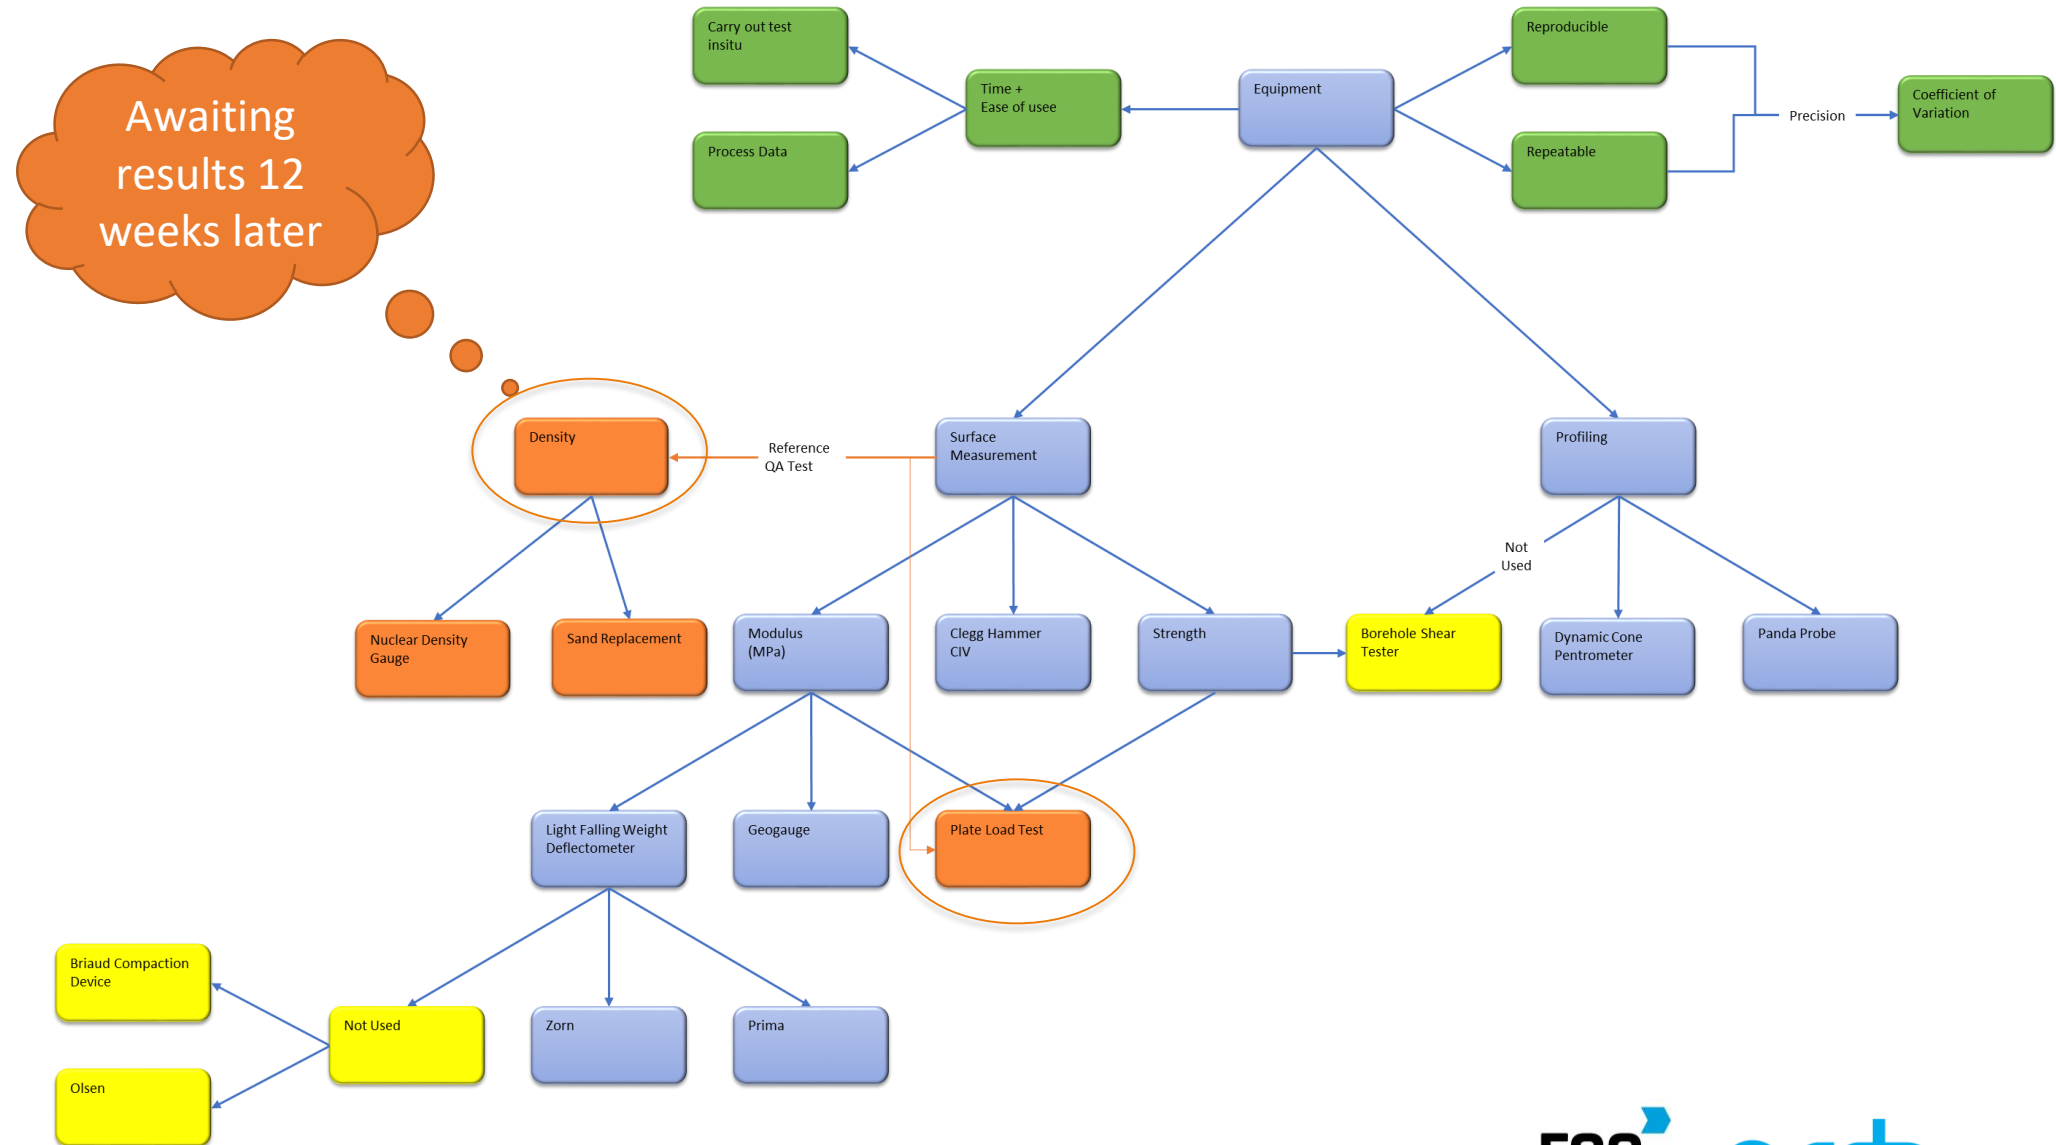 Awaiting
results 12
weeks later
Carry out test
insitu
Process Data
Time +
Ease of usee
Equipment
Reproducible
Repeatable
Precision
Coefficient of
Variation
Density
Reference
QA Test
Surface
Measurement
Profiling
Not
Used
Nuclear Density
Gauge
Sand Replacement
Modulus
(MPa)
Clegg Hammer
CIV
Strength
Borehole Shear
Tester
Dynamic Cone
Pentrometer
Panda Probe
Light Falling Weight
Deflectometer
Geogauge
Plate Load Test
Briaud Compaction
Device
Not Used
Zorn
Prima
Olsen